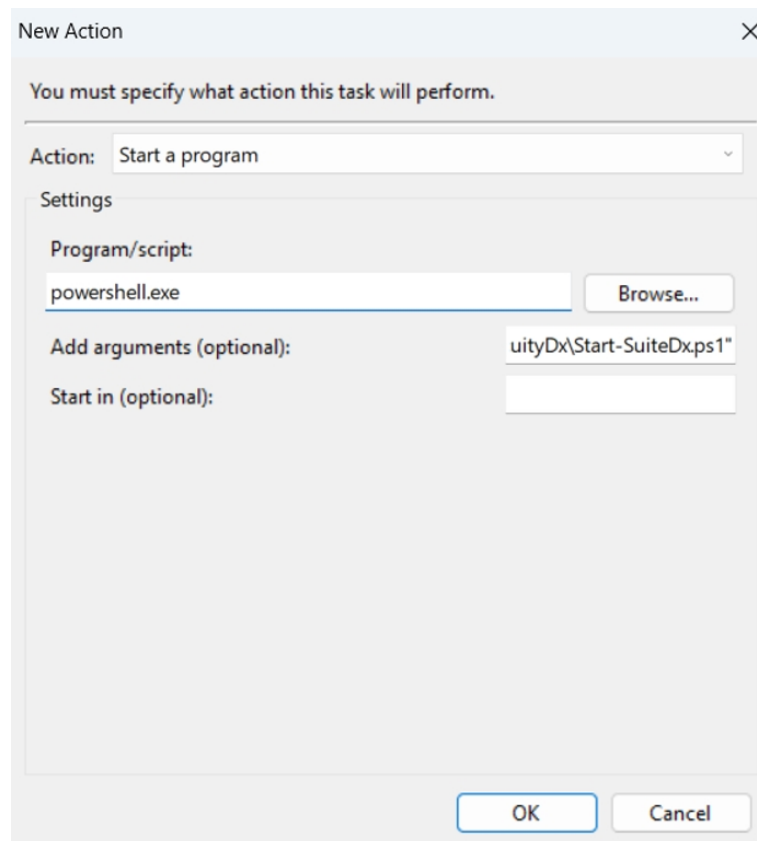 New Action
You must specify what action this task will perform.
Action: Start a program
Settings
Program/script:
powershell.exe Browse...
Add arguments (optional): uityDx\Start-SuiteDx.ps1"
Start in (optional):
OK Cancel